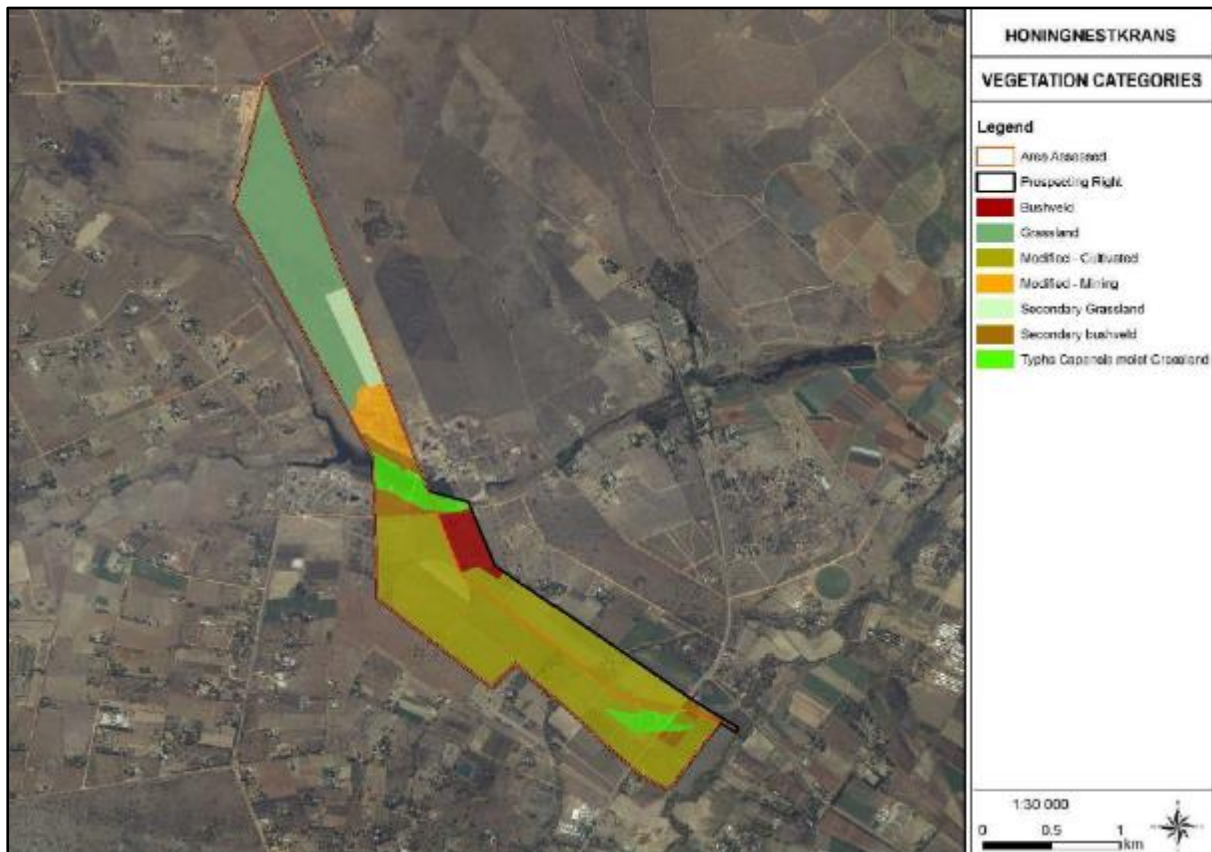 HONINGNESTKRANS
VEGETATION CATEGORIES
Legend
Area Assessed
Prospecting Right
Bushveld
Grassland
Modified - Cultivated
Modified - Mining
Secondary Grassland
Secondary bushveld
Typha Capensis moist Grassland
1:30 000
0 0.5 1
km